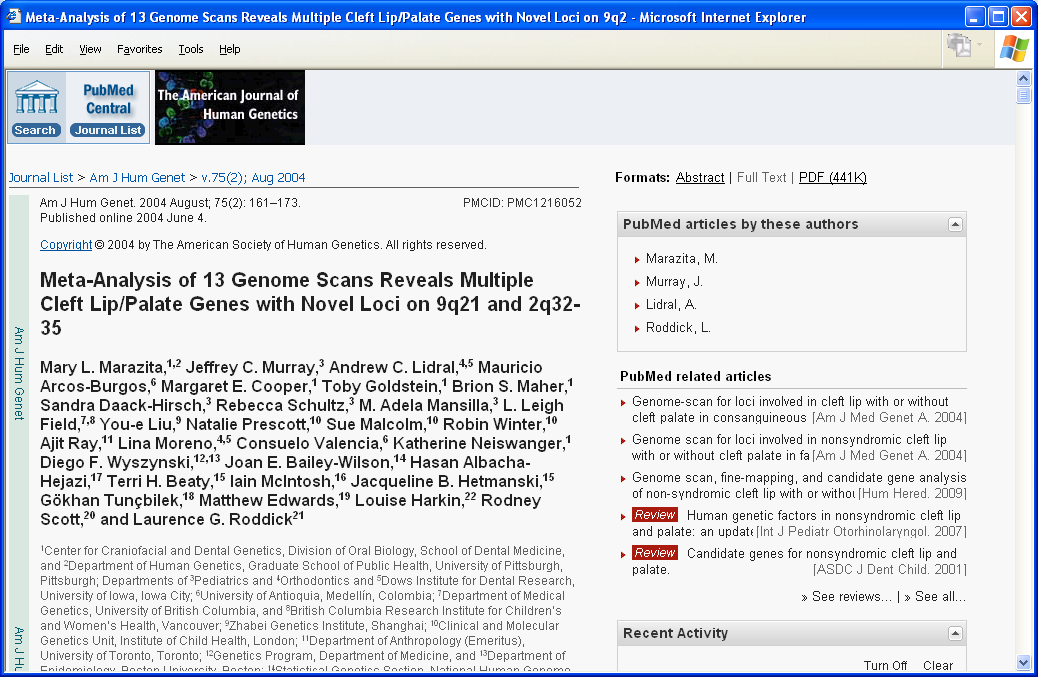 Meta-Analysis of 13 Genome Scans Reveals Multiple Cleft Lip/Palate Genes with Novel Loci on 9q2 - Microsoft Internet Explorer
File Edit View Favorites Tools Help
PubMed
Central
Search Journal List
The American Journal of
Human Genetics
Journal List > Am J Hum Genet > v.75(2); Aug 2004
Am J Hum Genet. 2004 August; 75(2): 161–173. PMCID: PMC1216052
Published online 2004 June 4.
Copyright © 2004 by The American Society of Human Genetics. All rights reserved.
Meta-Analysis of 13 Genome Scans Reveals Multiple
Cleft Lip/Palate Genes with Novel Loci on 9q21 and 2q32-
35
Am J Hum Genet
Mary L. Marazita,1,2 Jeffrey C. Murray,3 Andrew C. Lidral,4,5 Mauricio
Arcos-Burgos,6 Margaret E. Cooper,1 Toby Goldstein,1 Brion S. Maher,1
Sandra Daack-Hirsch,3 Rebecca Schultz,3 M. Adela Mansilla,3 L. Leigh
Field,7,8 You-e Liu,9 Natalie Prescott,10 Sue Malcolm,10 Robin Winter,10
Ajit Ray,11 Lina Moreno,4,5 Consuelo Valencia,6 Katherine Neiswanger,1
Diego F. Wyszynski,12,13 Joan E. Bailey-Wilson,14 Hasan Albacha-
Hejazi,17 Terri H. Beaty,15 Iain McIntosh,16 Jacqueline B. Hetmanski,15
Gökhan Tunçbilek,18 Matthew Edwards,19 Louise Harkin,22 Rodney
Scott,20 and Laurence G. Roddick21
1Center for Craniofacial and Dental Genetics, Division of Oral Biology, School of Dental Medicine,
and 2Department of Human Genetics, Graduate School of Public Health, University of Pittsburgh,
Pittsburgh; Departments of 3Pediatrics and 4Orthodontics and 5Dows Institute for Dental Research,
University of Iowa, Iowa City; 6University of Antioquia, Medellín, Colombia; 7Department of Medical
Genetics, University of British Columbia, and 8British Columbia Research Institute for Children's
and Women's Health, Vancouver; 9Zhabei Genetics Institute, Shanghai; 10Clinical and Molecular
Genetics Unit, Institute of Child Health, London; 11Department of Anthropology (Emeritus),
University of Toronto, Toronto; 12Genetics Program, Department of Medicine, and 13Department of
Epidemiology, Boston University, Boston; 14Statistical Genetics Section, National Human Genome
Am J Hu
Formats: Abstract | Full Text | PDF (441K)
PubMed articles by these authors
Marazita, M.
Murray, J.
Lidral, A.
Roddick, L.
PubMed related articles
Genome-scan for loci involved in cleft lip with or without
cleft palate in consanguineous [Am J Med Genet A. 2004]
Genome scan for loci involved in nonsyndromic cleft lip
with or without cleft palate in fa [Am J Med Genet A. 2004]
Genome scan, fine-mapping, and candidate gene analysis
of non-syndromic cleft lip with or withou [Hum Hered. 2009]
Review Human genetic factors in nonsyndromic cleft lip
and palate: an update [Int J Pediatr Otorhinolaryngol. 2007]
Review Candidate genes for nonsyndromic cleft lip and
palate. [ASDC J Dent Child. 2001]
» See reviews... | » See all...
Recent Activity
Turn Off Clear